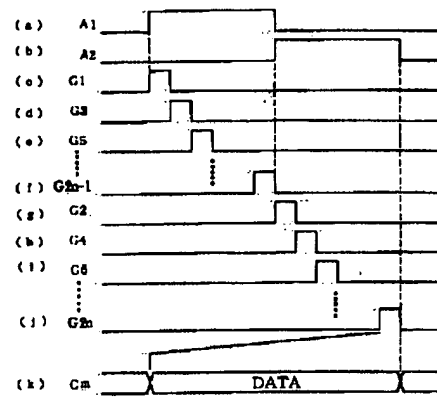 (a) A1
(b) A2
(c) G1
(d) G3
(e) G5
(f) G2n-1
(g) G2
(h) G4
(i) G6
(j) G2n
(k) Cm DATA